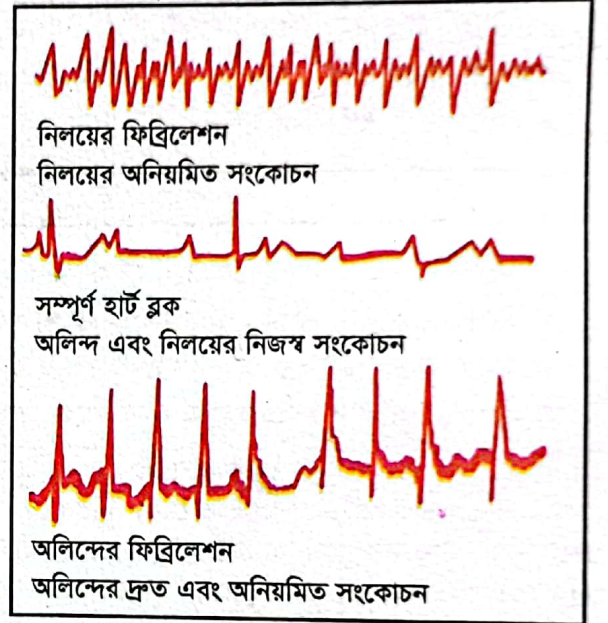 নিলয়ের ফিব্রিলেশন
নিলয়ের অনিয়মিত সংকোচন
সম্পূর্ণ হার্ট ব্লক
অলিন্দ এবং নিলয়ের নিজস্ব সংকোচন
অলিন্দের ফিব্রিলেশন
অলিন্দের দ্রুত এবং অনিয়মিত সংকোচন